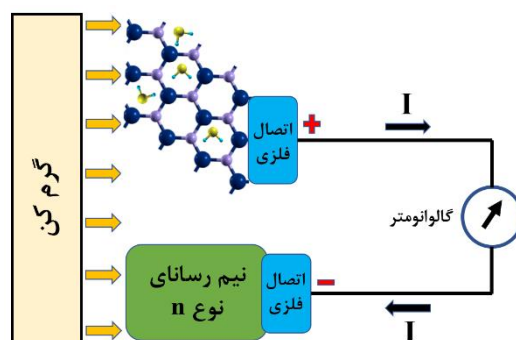 گرم کن
اتصال
فلزی
+
I
گالوانومتر
نیم رسانای
نوع n
اتصال
فلزی
–
I